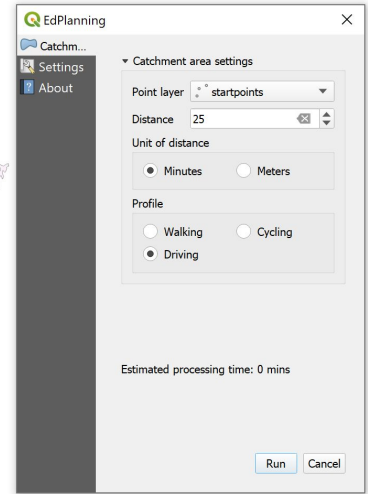 EdPlanning
Catchm...
Settings
About
Catchment area settings
Point layer startpoints
Distance 25
Unit of distance
Minutes Meters
Profile
Walking Cycling
Driving
Estimated processing time: 0 mins
Run Cancel